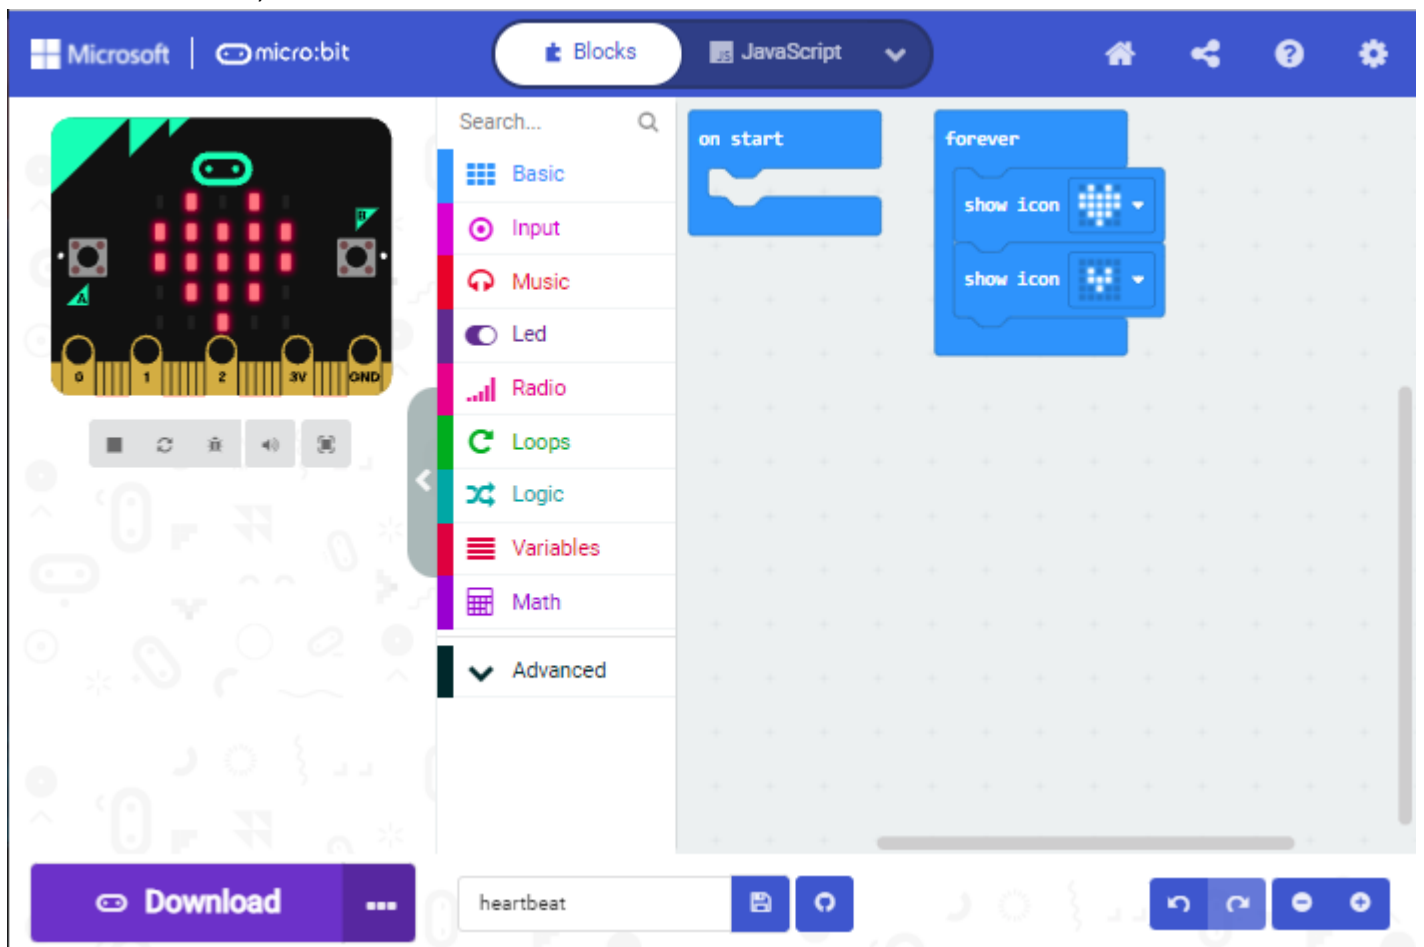 Microsoft
micro:bit
Blocks
JS JavaScript
Search...
Basic
Input
Music
Led
Radio
Loops
Logic
Variables
Math
Advanced
on start
forever
show icon
show icon
B
A
0 1 2 3V GND
Download
heartbeat